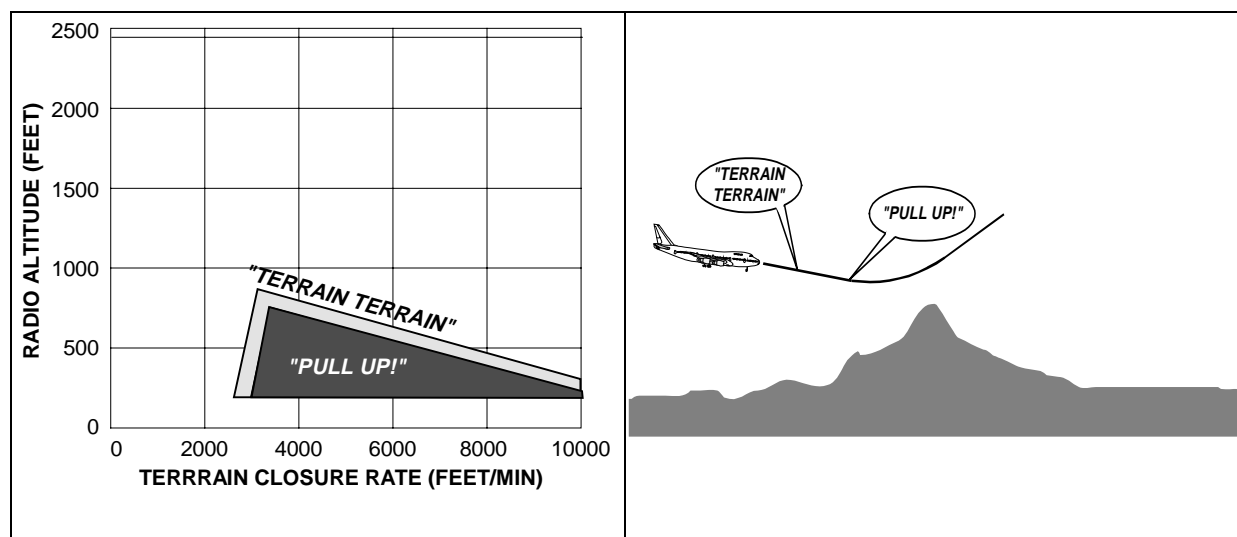 2500
2000
1500
1000
500
0
RADIO ALTITUDE (FEET)
"TERRAIN TERRAIN"
"PULL UP!"
0 2000 4000 6000 8000 10000
TERRRAIN CLOSURE RATE (FEET/MIN)
"TERRAIN
TERRAIN"
"PULL UP!"